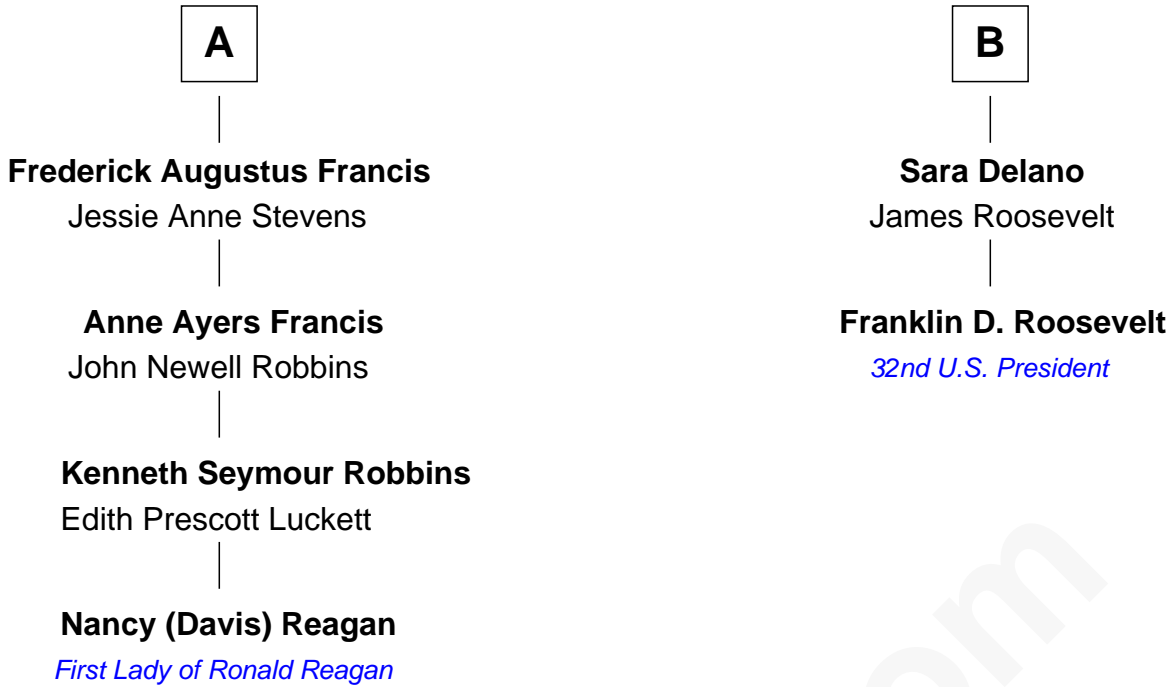 A
Frederick Augustus Francis
Jessie Anne Stevens
Anne Ayers Francis
John Newell Robbins
Kenneth Seymour Robbins
Edith Prescott Luckett
Nancy (Davis) Reagan
First Lady of Ronald Reagan
B
Sara Delano
James Roosevelt
Franklin D. Roosevelt
32nd U.S. President
om